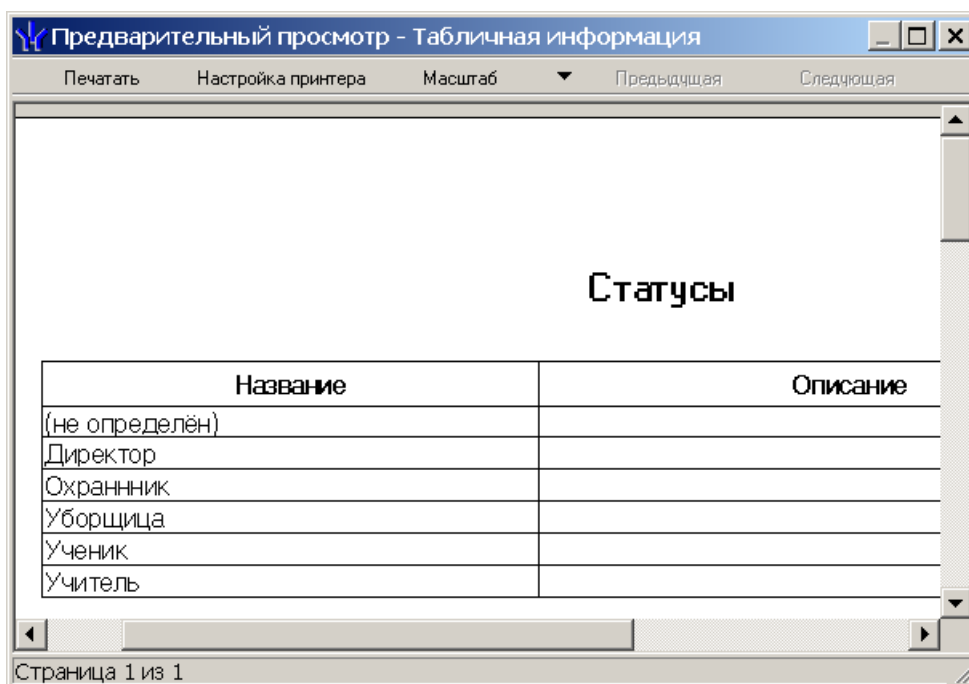 Предварительный просмотр - Табличная информация
Печатать Настройка принтера Масштаб Предыдущая Следующая
Статусы
Название Описание
(не определён)
Директор
Охраннник
Уборщица
Ученик
Учитель
Страница 1 из 1